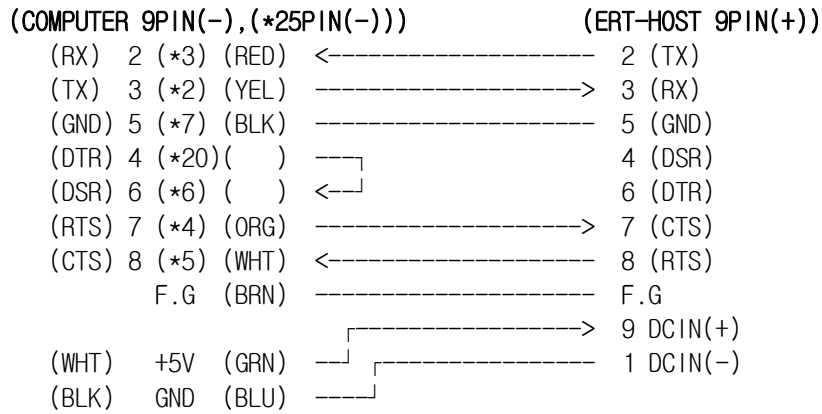 (COMPUTER 9PIN(-),(*25PIN(-))) (ERT-HOST 9PIN(+))
(RX) 2 (*3) (RED) <-------------------- 2 (TX)
(TX) 3 (*2) (YEL) --------------------> 3 (RX)
(GND) 5 (*7) (BLK) --------------------- 5 (GND)
(DTR) 4 (*20)( ) ---┐ 4 (DSR)
(DSR) 6 (*6) ( ) <--┘ 6 (DTR)
(RTS) 7 (*4) (ORG) --------------------> 7 (CTS)
(CTS) 8 (*5) (WHT) <-------------------- 8 (RTS)
F.G (BRN) --------------------- F.G
┌-----------------> 9 DCIN(+)
(WHT) +5V (GRN) --┘ ┌---------------- 1 DCIN(-)
(BLK) GND (BLU) ----┘